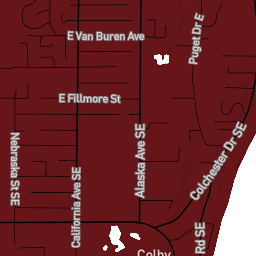 E Van Buren Ave
Puget Dr E
E Fillmore St
Nebraska St SE
California Ave SE
Alaska Ave SE
Colchester Dr SE
Rd SE
Colby